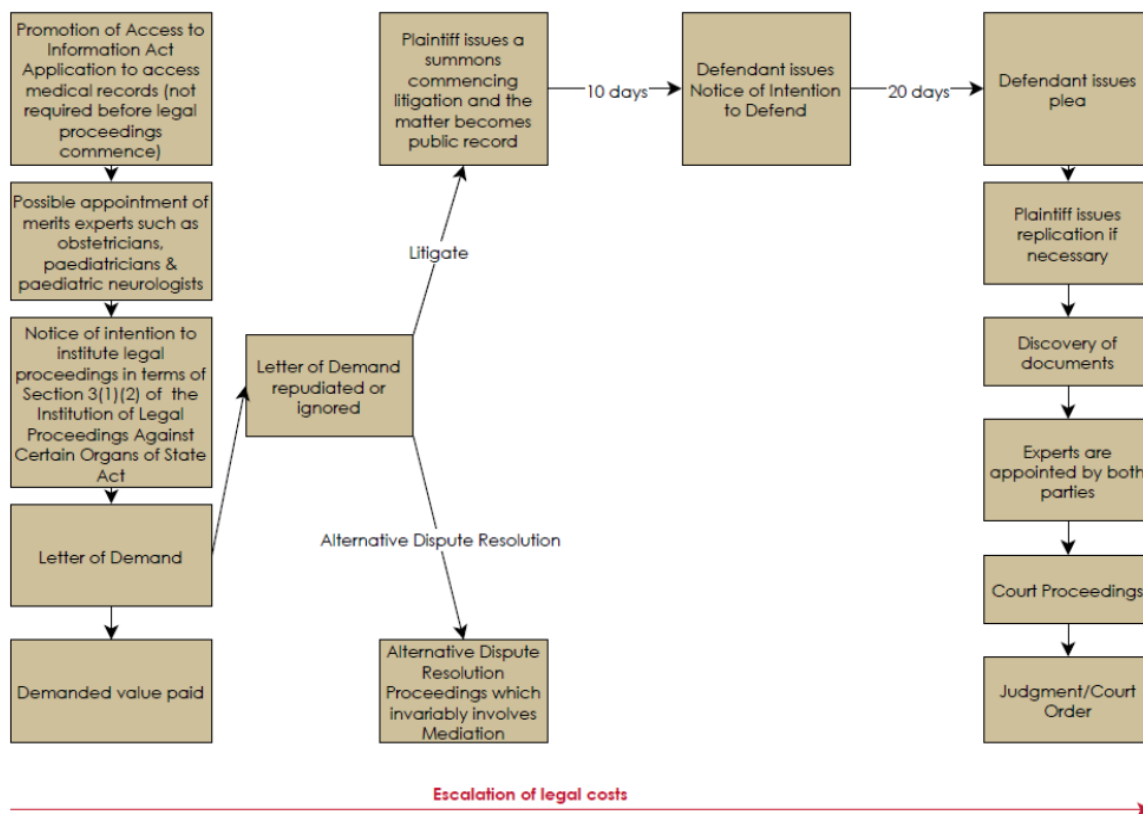 Promotion of Access to
Information Act
Application to access
medical records (not
required before legal
proceedings
commence)
Possible appointment of
merits experts such as
obstetricians,
paediatricians &
paediatric neurologists
Notice of intention to
institute legal
proceedings in terms of
Section 3(1)(2) of the
Institution of Legal
Proceedings Against
Certain Organs of State
Act
Letter of Demand
Demanded value paid
Letter of Demand
repudiated or
ignored
Litigate
Alternative Dispute Resolution
Plaintiff issues a
summons
commencing
litigation and the
matter becomes
public record
Alternative Dispute
Resolution
Proceedings which
invariably involves
Mediation
10 days
Defendant issues
Notice of Intention
to Defend
20 days
Defendant issues
plea
Plaintiff issues
replication if
necessary
Discovery of
documents
Experts are
appointed by both
parties
Court Proceedings
Judgment/Court
Order
Escalation of legal costs